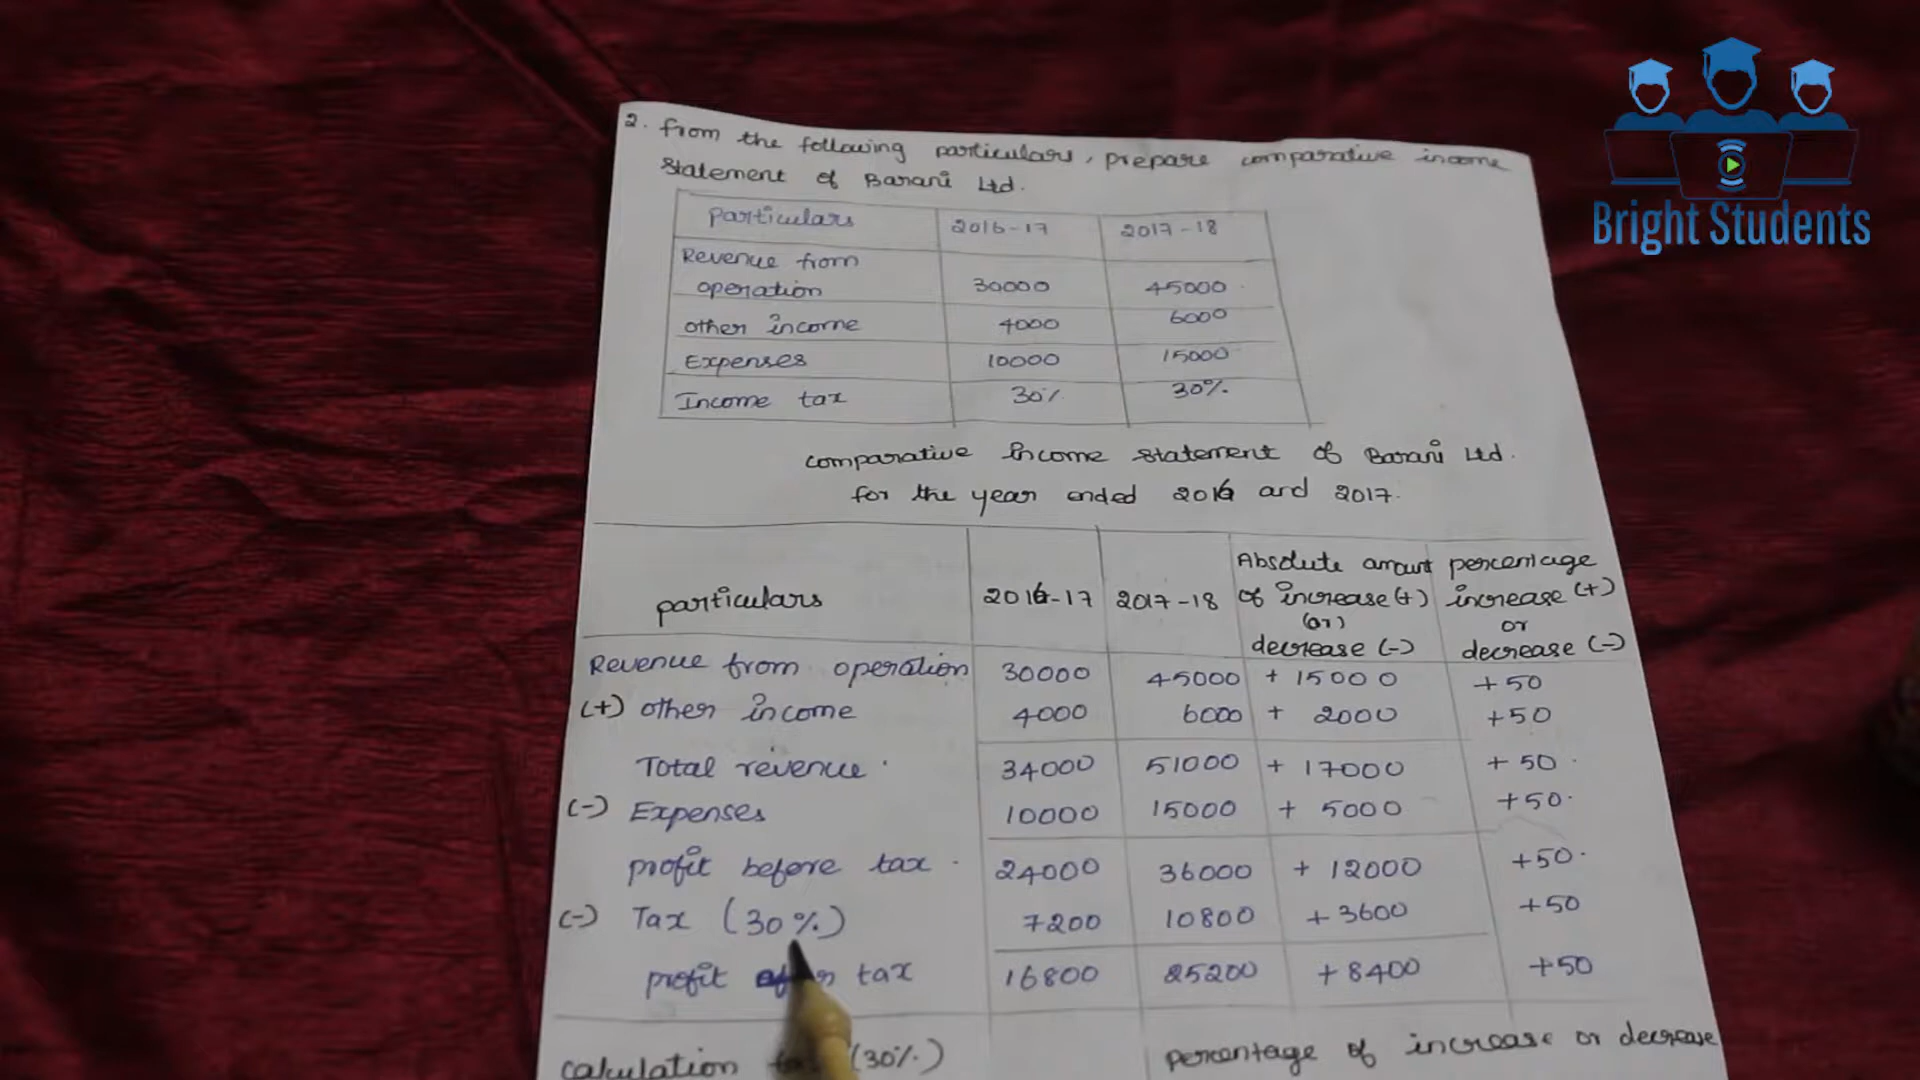 Bright Students
2. From the following particulars, prepare comparative income
statement of Barani Ltd.
particulars 2016-17 2017-18
Revenue from
operation 30000 45000
other income 4000 6000
Expenses 10000 15000
Income tax 30% 30%
comparative income statement of Barani Ltd.
for the year ended 2016 and 2017.
particulars 2016-17 2017-18 Absolute amount of increase (+) (or) decrease (-) percentage increase (+) or decrease (-)
Revenue from operation 30000 45000 + 15000 +50
(+) other income 4000 6000 + 2000 +50
Total revenue 34000 51000 + 17000 +50
(-) Expenses 10000 15000 + 5000 +50
profit before tax 24000 36000 + 12000 +50
(-) Tax (30%) 7200 10800 +3600 +50
profit tax 16800 25200 +8400 +50
calculation (30%)
percentage of increase or decrease